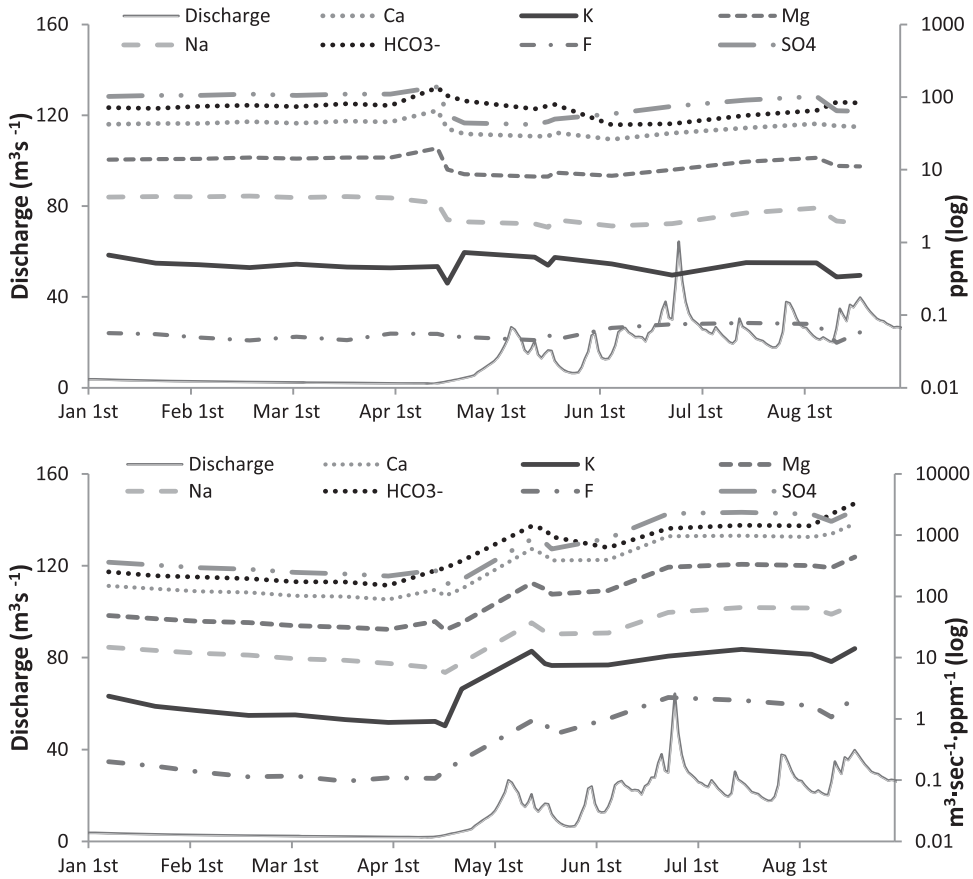 160
Discharge Ca K Mg
1000
Na HCO3- F SO4
120
100
80
10
1
40
0.1
0
0.01
Discharge (m³s⁻¹)
ppm (log)
Jan 1st Feb 1st Mar 1st Apr 1st May 1st Jun 1st Jul 1st Aug 1st
160
Discharge Ca K Mg
10000
Na HCO3- F SO4
1000
120
100
80
10
1
40
0.1
0
0.01
Discharge (m³s⁻¹)
m³·sec⁻¹·ppm⁻¹ (log)
Jan 1st Feb 1st Mar 1st Apr 1st May 1st Jun 1st Jul 1st Aug 1st